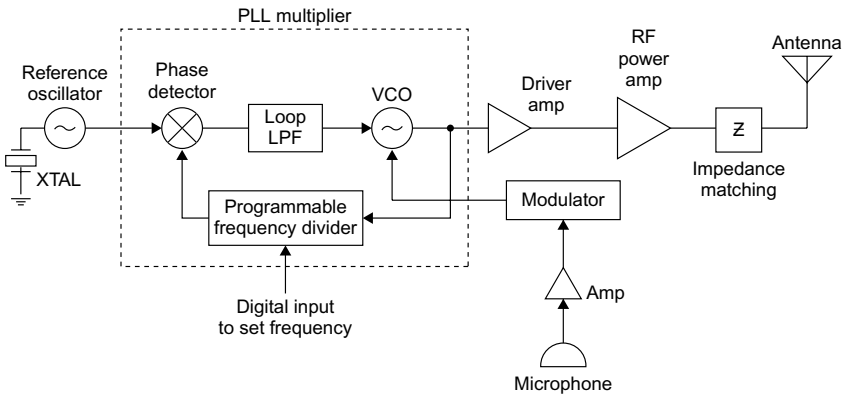 PLL multiplier
Reference
oscillator
Phase
detector
Loop
LPF
VCO
Driver
amp
RF
power
amp
Antenna
XTAL
Z
Impedance
matching
Programmable
frequency divider
Modulator
Digital input
to set frequency
Amp
Microphone